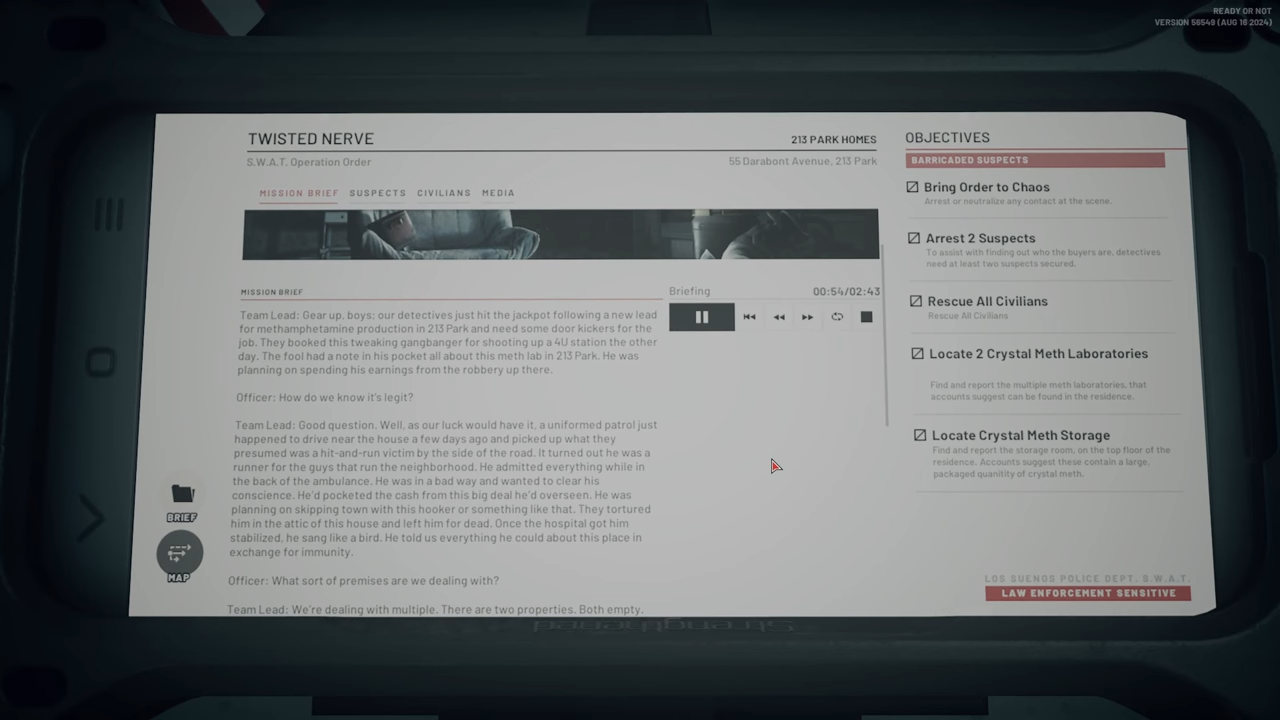 READY OR NOT
VERSION 56549 (AUG 16 2024)
TWISTED NERVE
213 PARK HOMES
S.W.A.T. Operation Order
55 Darabont Avenue, 213 Park
MISSION BRIEF SUSPECTS CIVILIANS MEDIA
MISSION BRIEF
Briefing
00:54/02:43
Team Lead: Gear up, boys; our detectives just hit the jackpot following a new lead
for methamphetamine production in 213 Park and need some door kickers for the
job. They booked this tweaking gangbanger for shooting up a 4U station the other
day. The fool had a note in his pocket all about this meth lab in 213 Park. He was
planning on spending his earnings from the robbery up there.
Officer: How do we know it's legit?
Team Lead: Good question. Well, as our luck would have it, a uniformed patrol just
happened to drive near the house a few days ago and picked up what they
presumed was a hit-and-run victim by the side of the road. It turned out he was a
runner for the guys that run the neighborhood. He admitted everything while in
the back of the ambulance. He was in a bad way and wanted to clear his
conscience. He'd pocketed the cash from this big deal he'd overseen. He was
planning on skipping town with this hooker or something like that. They tortured
him in the attic of this house and left him for dead. Once the hospital got him
stabilized, he sang like a bird. He told us everything he could about this place in
exchange for immunity.
Officer: What sort of premises are we dealing with?
Team Lead: We're dealing with multiple. There are two properties. Both empty.
BRIEF
MAP
OBJECTIVES
BARRICADED SUSPECTS
Bring Order to Chaos
Arrest or neutralize any contact at the scene.
Arrest 2 Suspects
To assist with finding out who the buyers are, detectives
need at least two suspects secured.
Rescue All Civilians
Rescue All Civilians
Locate 2 Crystal Meth Laboratories
Find and report the multiple meth laboratories, that
accounts suggest can be found in the residence.
Locate Crystal Meth Storage
Find and report the storage room, on the top floor of the
residence. Accounts suggest these contain a large,
packaged quanitity of crystal meth.
LOS SUENOS POLICE DEPT. S.W.A.T.
LAW ENFORCEMENT SENSITIVE